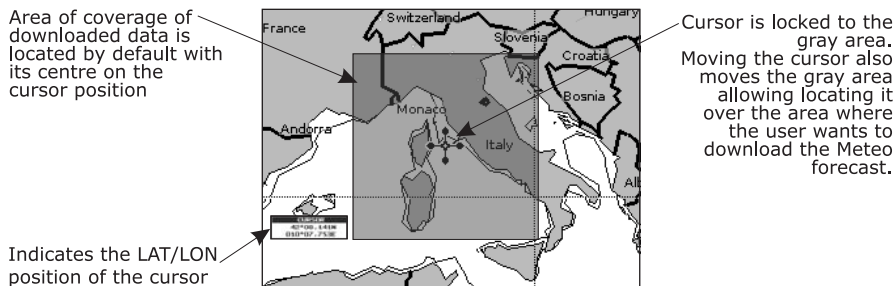 Area of coverage of
downloaded data is
located by default with
its centre on the
cursor position
Indicates the LAT/LON
position of the cursor
France
Switzerland
Hungary
Slovenia
Croatia
Bosnia
Monaco
Andorra
Italy
Al
CURSOR
42°00.141N
010°07.753E
Cursor is locked to the
gray area.
Moving the cursor also
moves the gray area
allowing locating it
over the area where
the user wants to
download the Meteo
forecast.